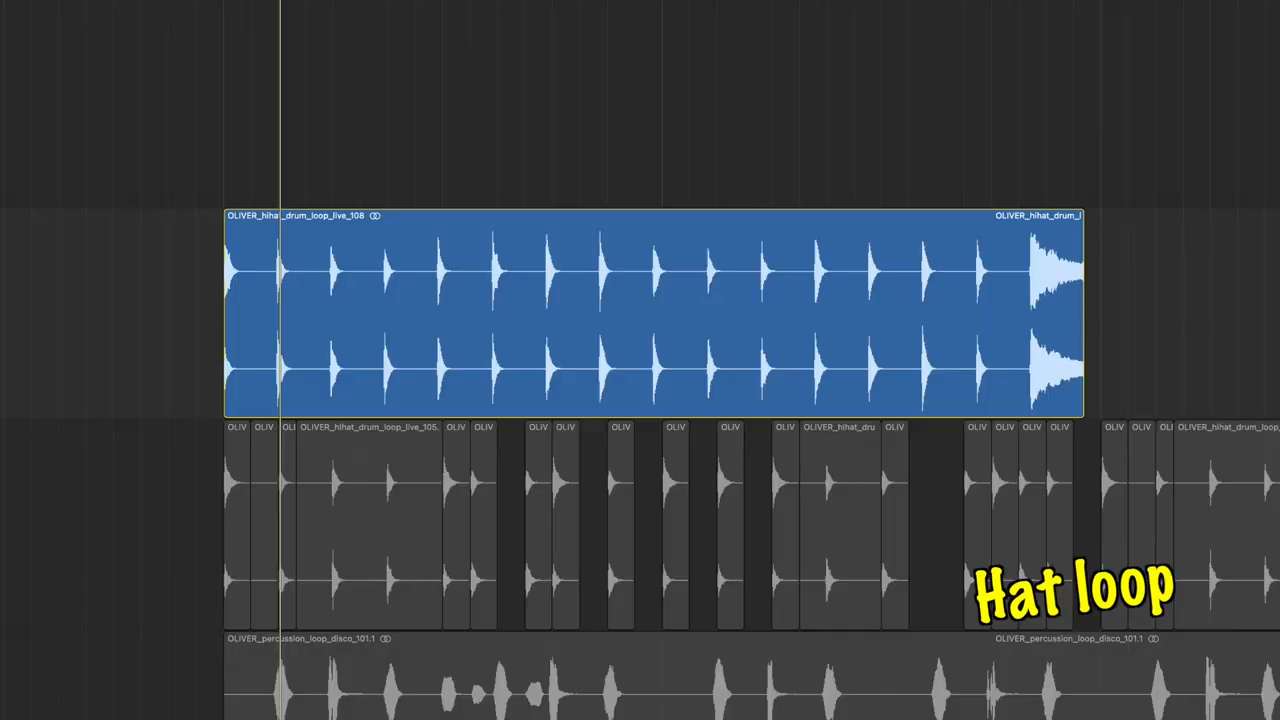 OLIVER_hihat_drum_loop_live_108
OLIVER_hihat_drum_l
OLIV OLIV OLI OLIVER_hihat_drum_loop_live_105. OLIV OLIV OLIV OLIV OLIV OLIV OLIV OLIV OLIVER_hihat_dru OLIV OLIV OLIV OLIV OLIV OLIV OLIV OLI OLIVER_hihat_drum_loop_
Hat loop
OLIVER_percussion_loop_disco_101.1
OLIVER_percussion_loop_disco_101.1